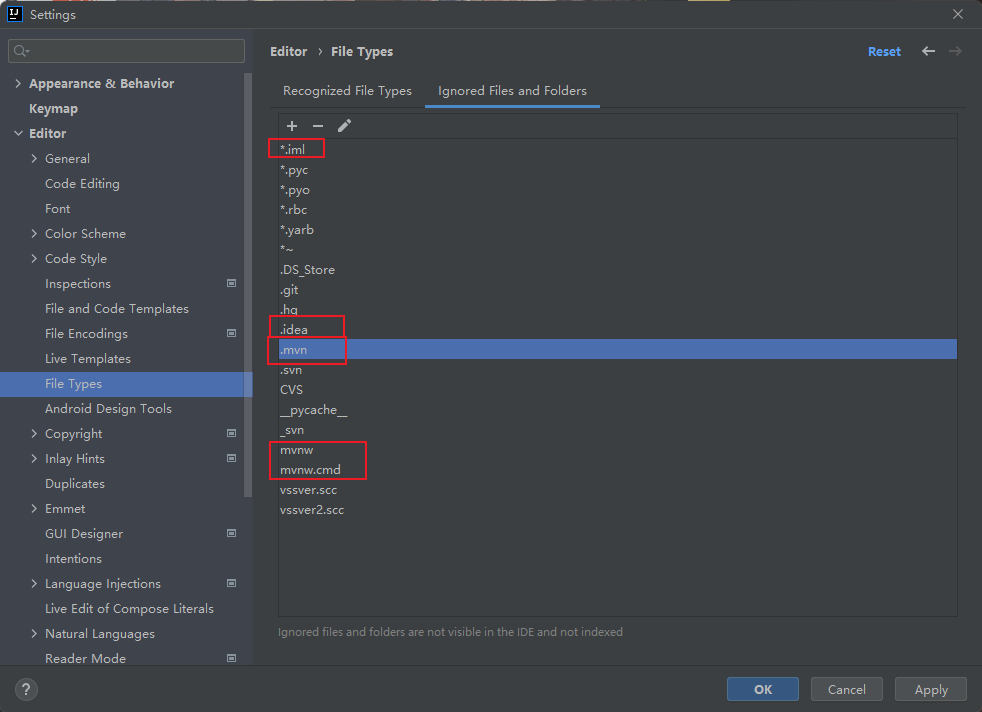 IJ
Settings
Appearance & Behavior
Keymap
Editor
General
Code Editing
Font
Color Scheme
Code Style
Inspections
File and Code Templates
File Encodings
Live Templates
File Types
Android Design Tools
Copyright
Inlay Hints
Duplicates
Emmet
GUI Designer
Intentions
Language Injections
Live Edit of Compose Literals
Natural Languages
Reader Mode
Editor › File Types
Reset
Recognized File Types
Ignored Files and Folders
*.iml
*.pyc
*.pyo
*.rbc
*.yarb
*~
.DS_Store
.git
.hg
.idea
.mvn
.svn
CVS
__pycache__
_svn
mvnw
mvnw.cmd
vssver.scc
vssver2.scc
Ignored files and folders are not visible in the IDE and not indexed
?
OK
Cancel
Apply